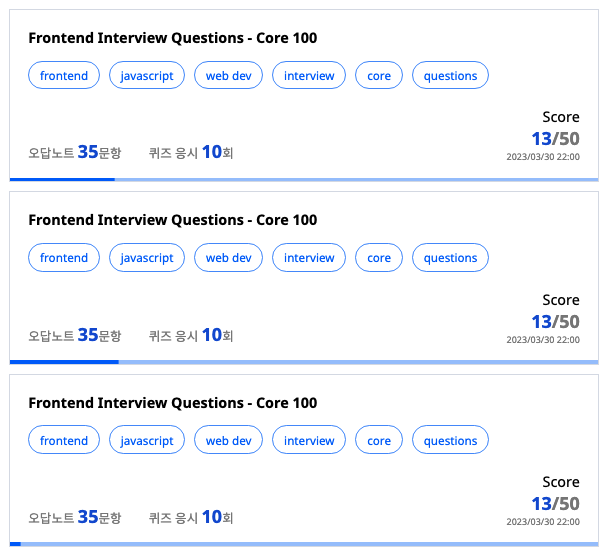 Frontend Interview Questions - Core 100
frontend javascript web dev interview core questions
Score
13/50
오답노트 35문항 퀴즈 응시 10회
2023/03/30 22:00
Frontend Interview Questions - Core 100
frontend javascript web dev interview core questions
Score
13/50
오답노트 35문항 퀴즈 응시 10회
2023/03/30 22:00
Frontend Interview Questions - Core 100
frontend javascript web dev interview core questions
Score
13/50
오답노트 35문항 퀴즈 응시 10회
2023/03/30 22:00